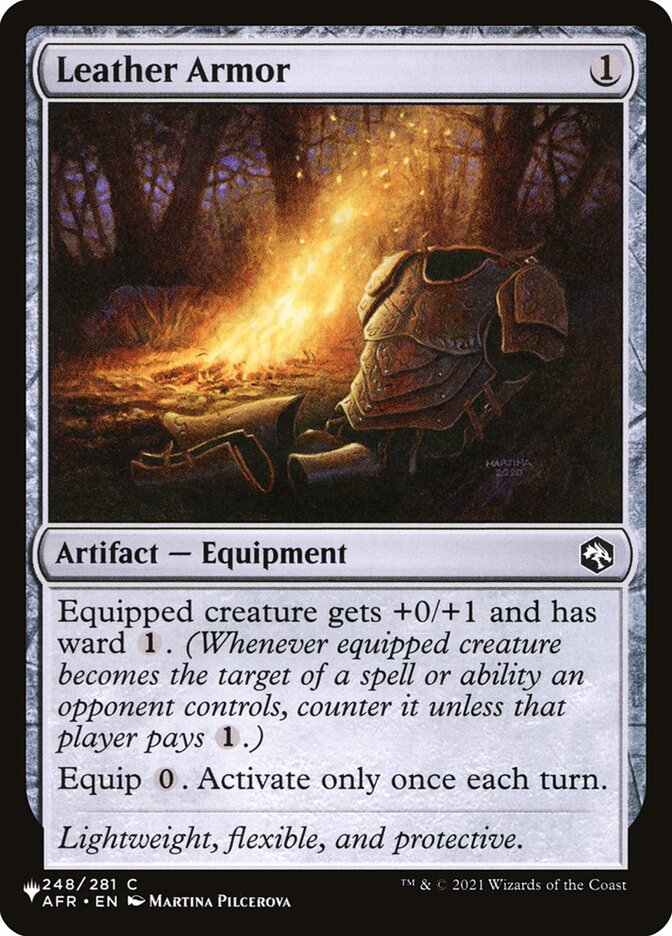 Leather Armor 1
MARTINA
2020
Artifact — Equipment
Equipped creature gets +0/+1 and has
ward 1. (Whenever equipped creature
becomes the target of a spell or ability an
opponent controls, counter it unless that
player pays 1.)
Equip 0. Activate only once each turn.
Lightweight, flexible, and protective.
248/281 C
AFR • EN Martina Pilcerova
™ & © 2021 Wizards of the Coast